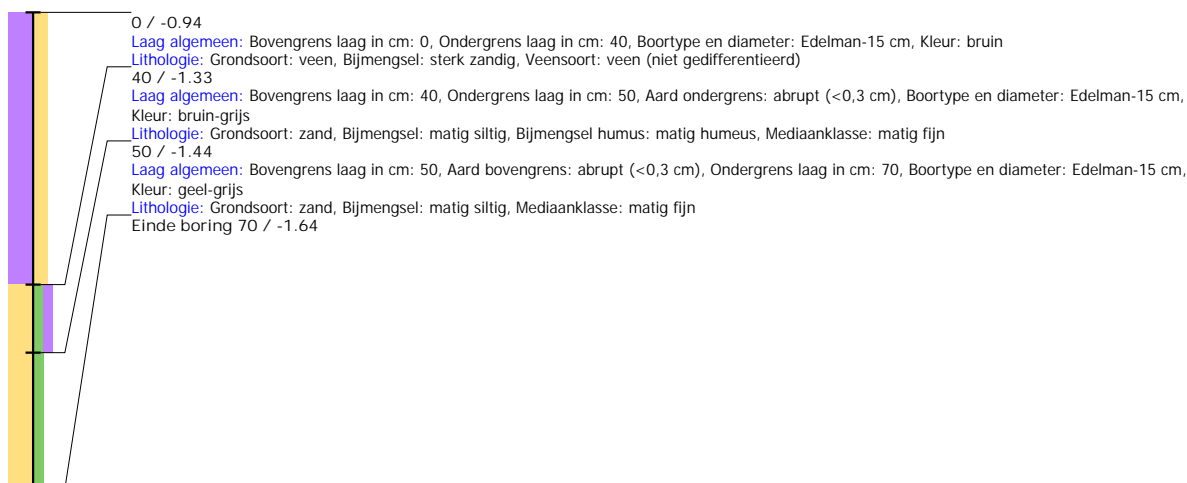 0 / -0.94
Laag algemeen: Bovengrens laag in cm: 0, Ondergrens laag in cm: 40, Boortype en diameter: Edelman-15 cm, Kleur: bruin
Lithologie: Grondsoort: veen, Bijmengsel: sterk zandig, Veensoort: veen (niet gedifferentieerd)
40 / -1.33
Laag algemeen: Bovengrens laag in cm: 40, Ondergrens laag in cm: 50, Aard ondergrens: abrupt (<0,3 cm), Boortype en diameter: Edelman-15 cm,
Kleur: bruin-grijs
Lithologie: Grondsoort: zand, Bijmengsel: matig siltig, Bijmengsel humus: matig humeus, Mediaanklasse: matig fijn
50 / -1.44
Laag algemeen: Bovengrens laag in cm: 50, Aard bovengrens: abrupt (<0,3 cm), Ondergrens laag in cm: 70, Boortype en diameter: Edelman-15 cm,
Kleur: geel-grijs
Lithologie: Grondsoort: zand, Bijmengsel: matig siltig, Mediaanklasse: matig fijn
Einde boring 70 / -1.64